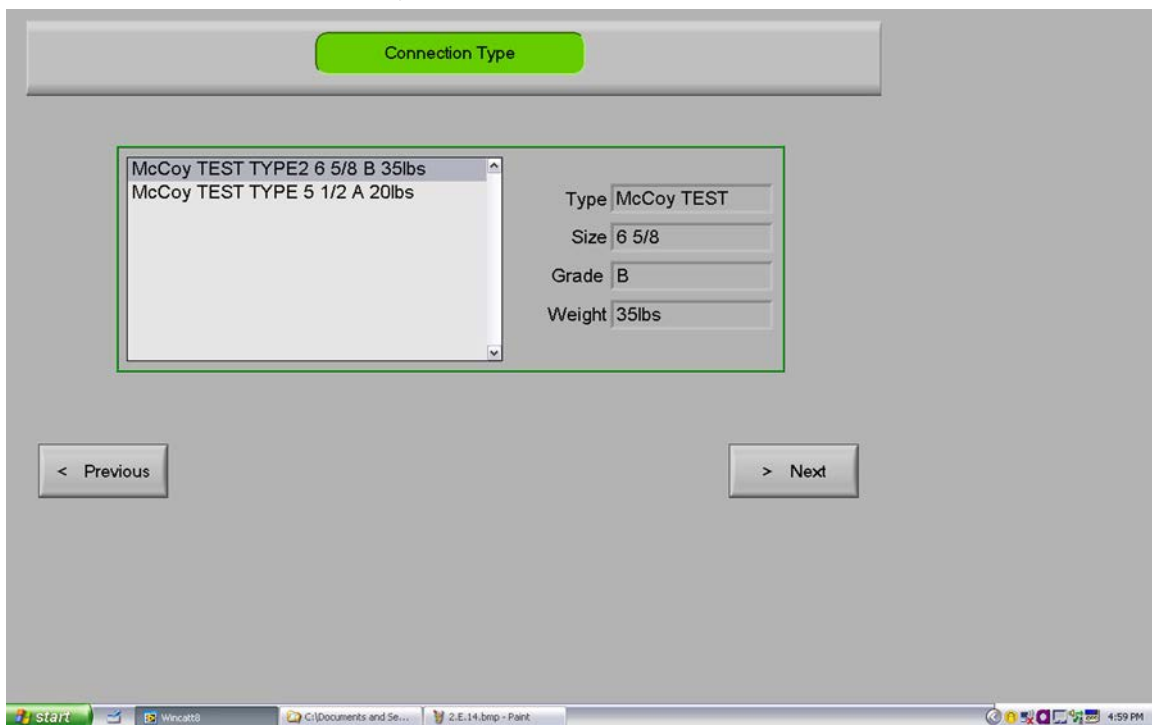 Connection Type
McCoy TEST TYPE2 6 5/8 B 35lbs
McCoy TEST TYPE 5 1/2 A 20lbs
Type McCoy TEST
Size 6 5/8
Grade B
Weight 35lbs
< Previous
> Next
start Wincatt8 C:\Documents and Se... 2.E.14.bmp - Paint 4:59 PM